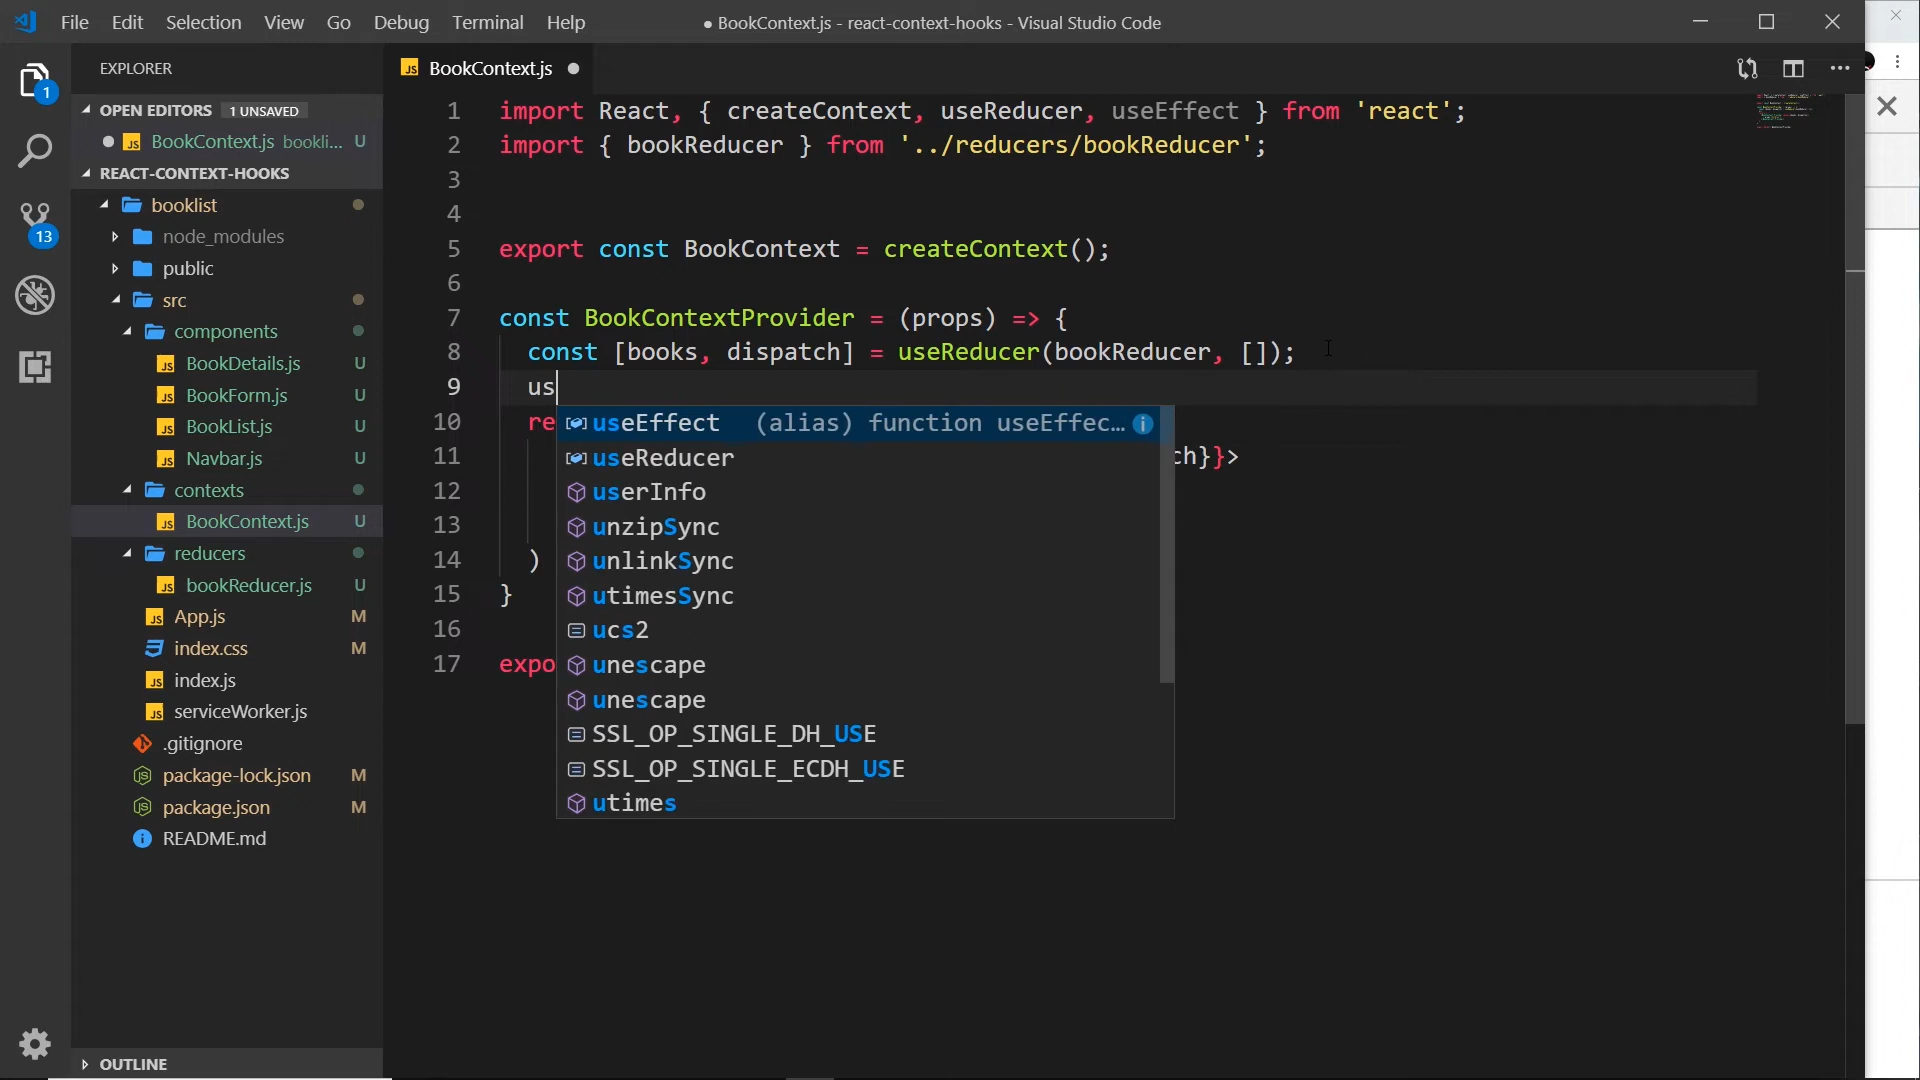 File Edit Selection View Go Debug Terminal Help ● BookContext.js - react-context-hooks - Visual Studio Code
EXPLORER
OPEN EDITORS 1 UNSAVED
BookContext.js bookli... U
REACT-CONTEXT-HOOKS
booklist
node_modules
public
src
components
BookDetails.js U
BookForm.js U
BookList.js U
Navbar.js U
contexts
BookContext.js U
reducers
bookReducer.js U
App.js M
index.css M
index.js
serviceWorker.js
.gitignore
package-lock.json M
package.json M
README.md
OUTLINE
1
13
BookContext.js
1 import React, { createContext, useReducer, useEffect } from 'react';
2 import { bookReducer } from '../reducers/bookReducer';
3
4
5 export const BookContext = createContext();
6
7 const BookContextProvider = (props) => {
8 const [books, dispatch] = useReducer(bookReducer, []);
9 us
10 re
11 ch}}>
12
13
14 )
15 }
16
17 expo
useEffect (alias) function useEffec...
useReducer
userInfo
unzipSync
unlinkSync
utimesSync
ucs2
unescape
unescape
SSL_OP_SINGLE_DH_USE
SSL_OP_SINGLE_ECDH_USE
utimes